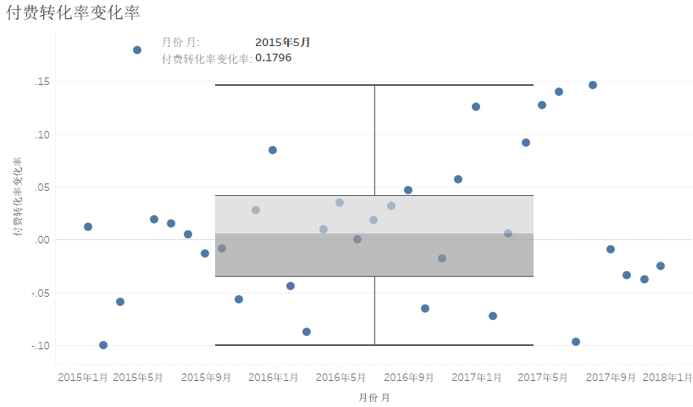 付费转化率变化率
月份 月: 2015年5月
付费转化率变化率: 0.1796
.15
.10
.05
.00
-.05
-.10
付费转化率变化率
2015年1月 2015年5月 2015年9月 2016年1月 2016年5月 2016年9月 2017年1月 2017年5月 2017年9月 2018年1月
月份 月